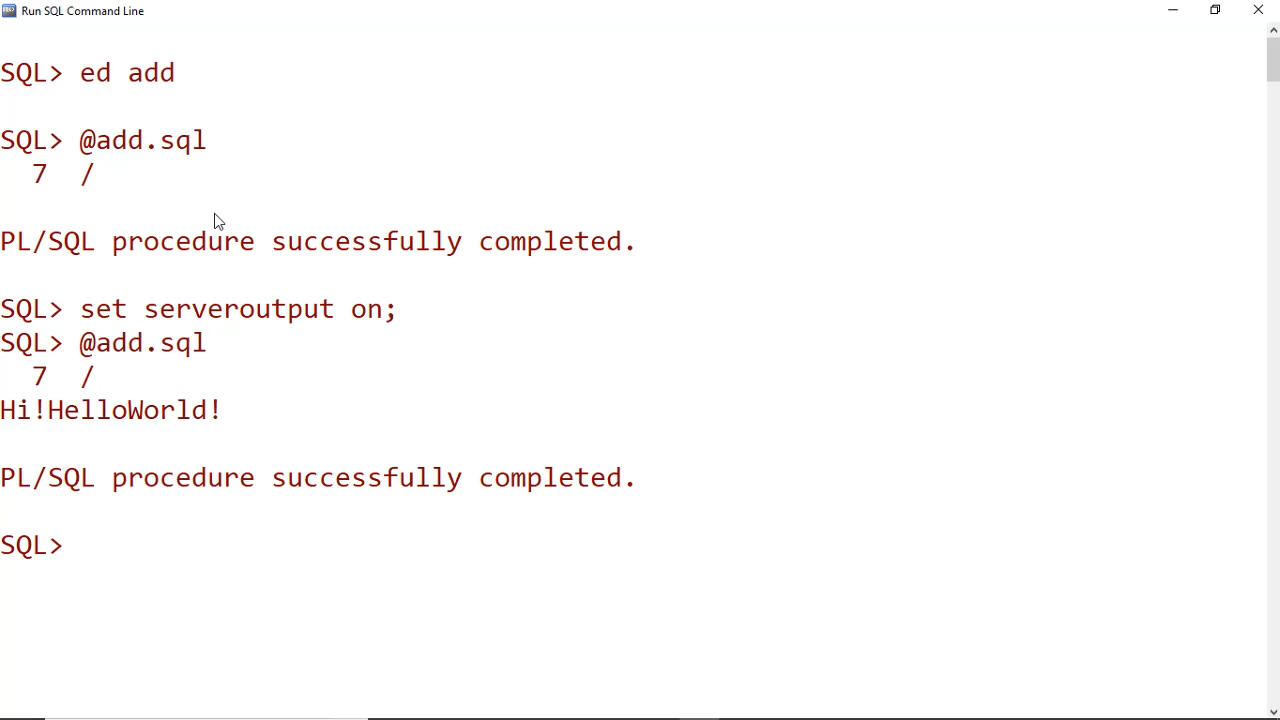 Run SQL Command Line
SQL> ed add
SQL> @add.sql
7 /
PL/SQL procedure successfully completed.
SQL> set serveroutput on;
SQL> @add.sql
7 /
Hi!HelloWorld!
PL/SQL procedure successfully completed.
SQL>